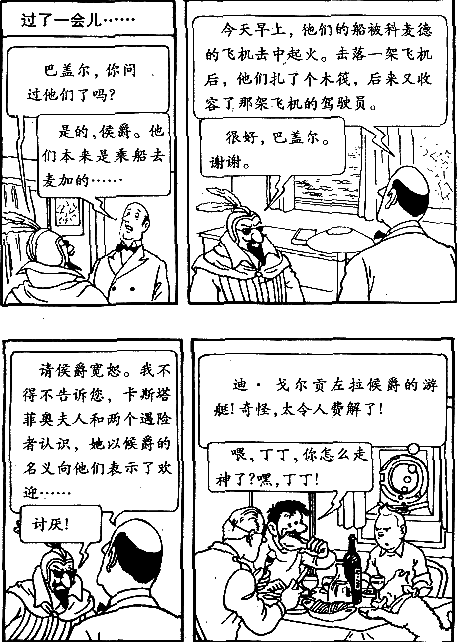 过了一会儿……
巴盖尔，你问
过他们了吗？
是的，侯爵。他
们本来是乘船去
麦加的……
今天早上，他们的船被科麦德
的飞机击中起火。击落一架飞机
后，他们扎了个木筏，后来又收
容了那架飞机的驾驶员。
很好，巴盖尔。
谢谢。
请侯爵宽恕。我不
得不告诉您，卡斯塔
菲奥夫人和两个遇险
者认识，她以侯爵的
名义向他们表示了欢
迎……
讨厌！
迪·戈尔贡左拉侯爵的游
艇！奇怪，太令人费解了！
喂，丁丁，你怎么走
神了？嘿，丁丁！